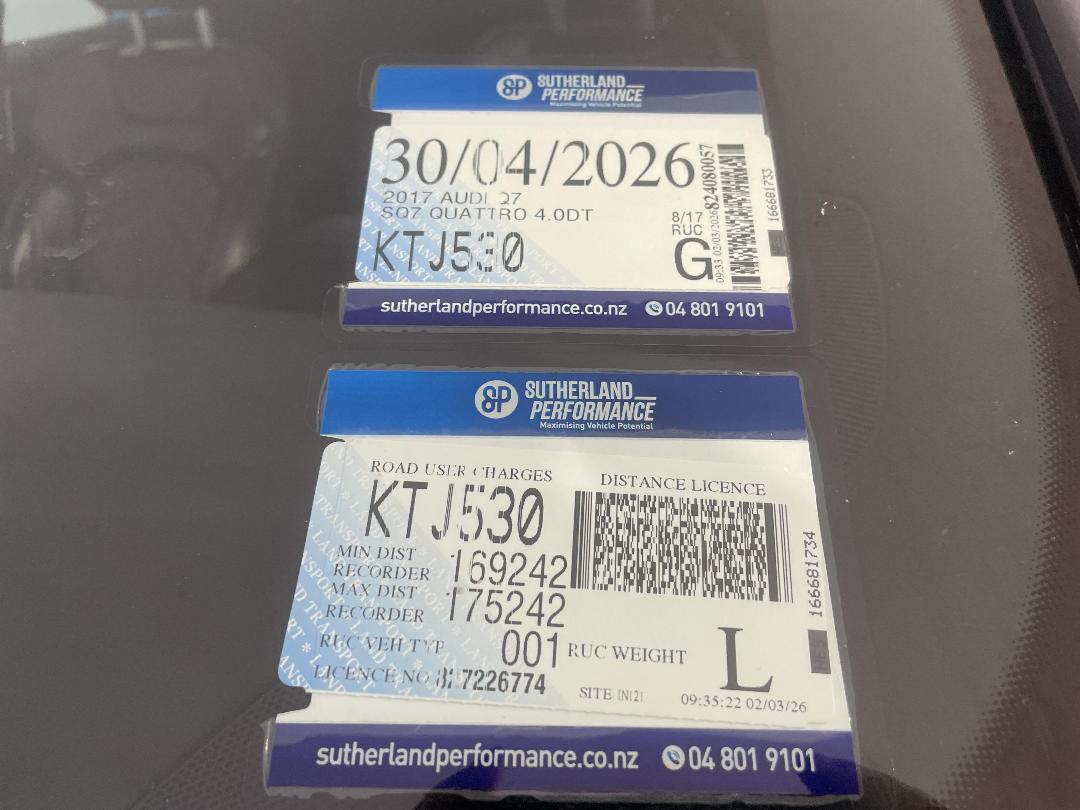 SP SUTHERLAND
PERFORMANCE
Maximising Vehicle Potential
30/04/2026
2017 AUDI Q7
SQ7 QUATTRO 4.0DT
KTJ530
8/17
RUC
G
09:33 02/03/2026
824080057
166681733
sutherlandperformance.co.nz 04 801 9101
SP SUTHERLAND
PERFORMANCE
Maximising Vehicle Potential
ROAD USER CHARGES
DISTANCE LICENCE
KTJ530
MIN DIST
RECORDER 169242
MAX DIST
RECORDER 175242
RUC VEH TYP 001
RUC WEIGHT L
LICENCE NO
SITE
09:35:22 02/03/26
166681734
sutherlandperformance.co.nz 04 801 9101